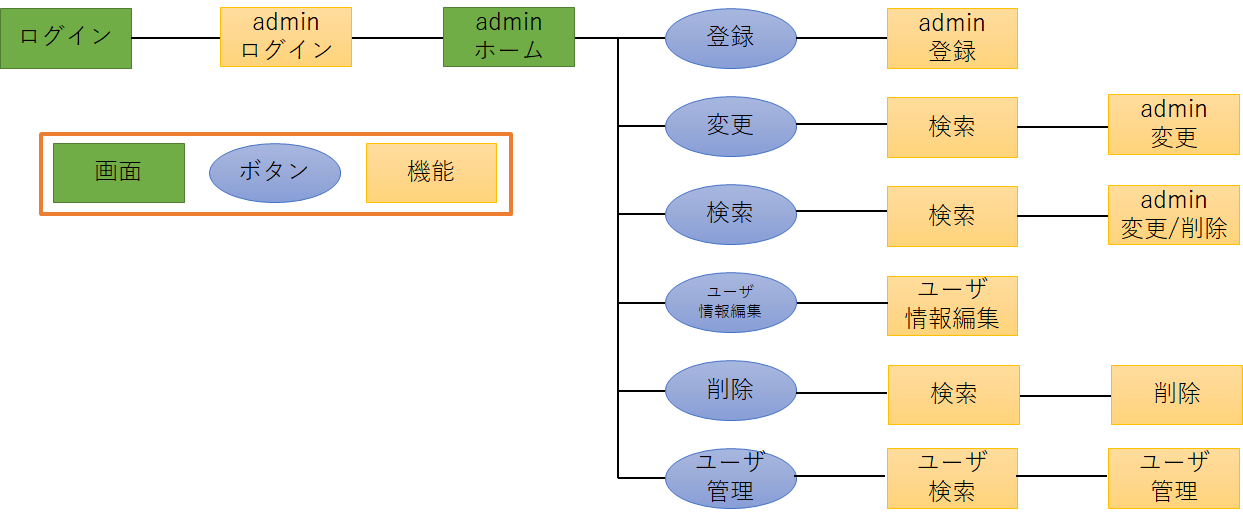 ログイン
admin
ログイン
admin
ホーム
登録
admin
登録
変更
検索
admin
変更
画面
ボタン
機能
検索
検索
admin
変更/削除
ユーザ
情報編集
ユーザ
情報編集
削除
検索
削除
ユーザ
管理
ユーザ
検索
ユーザ
管理